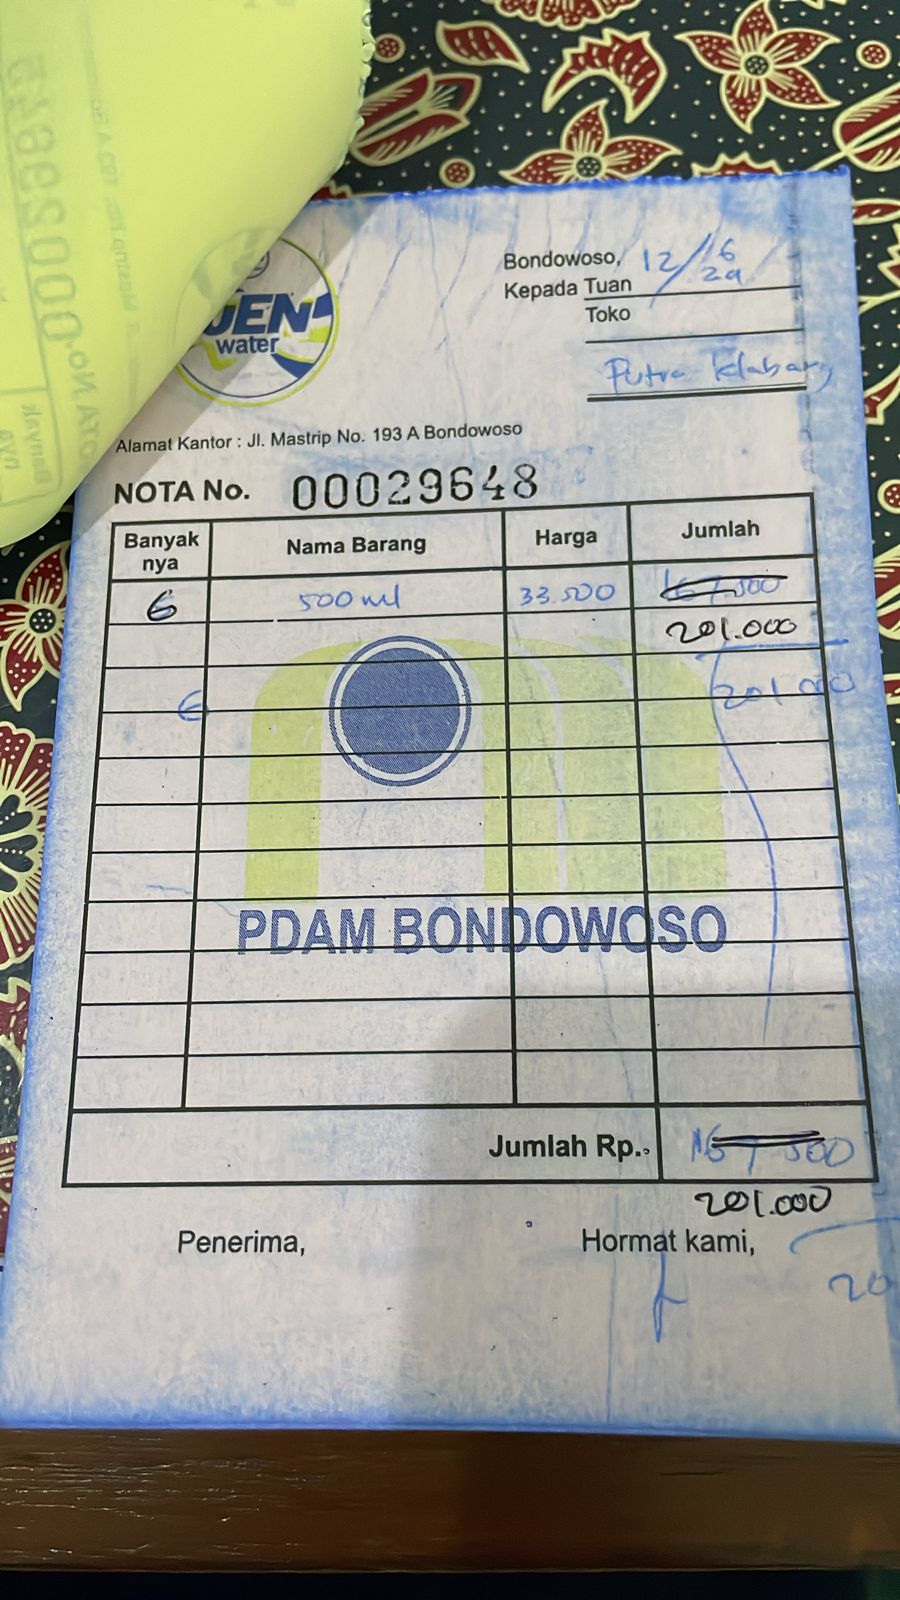 JEN
water
Bondowoso, 12/6
Kepada Tuan
Toko
Putra Klabang
Alamat Kantor : Jl. Mastrip No. 193 A Bondowoso
NOTA No. 00029648
Banyak nya Nama Barang Harga Jumlah
6 500 ml 33.500 167.500
201.000
6 201.000
PDAM BONDOWOSO
Jumlah Rp. 167.500
201.000
Penerima, Hormat kami,
20